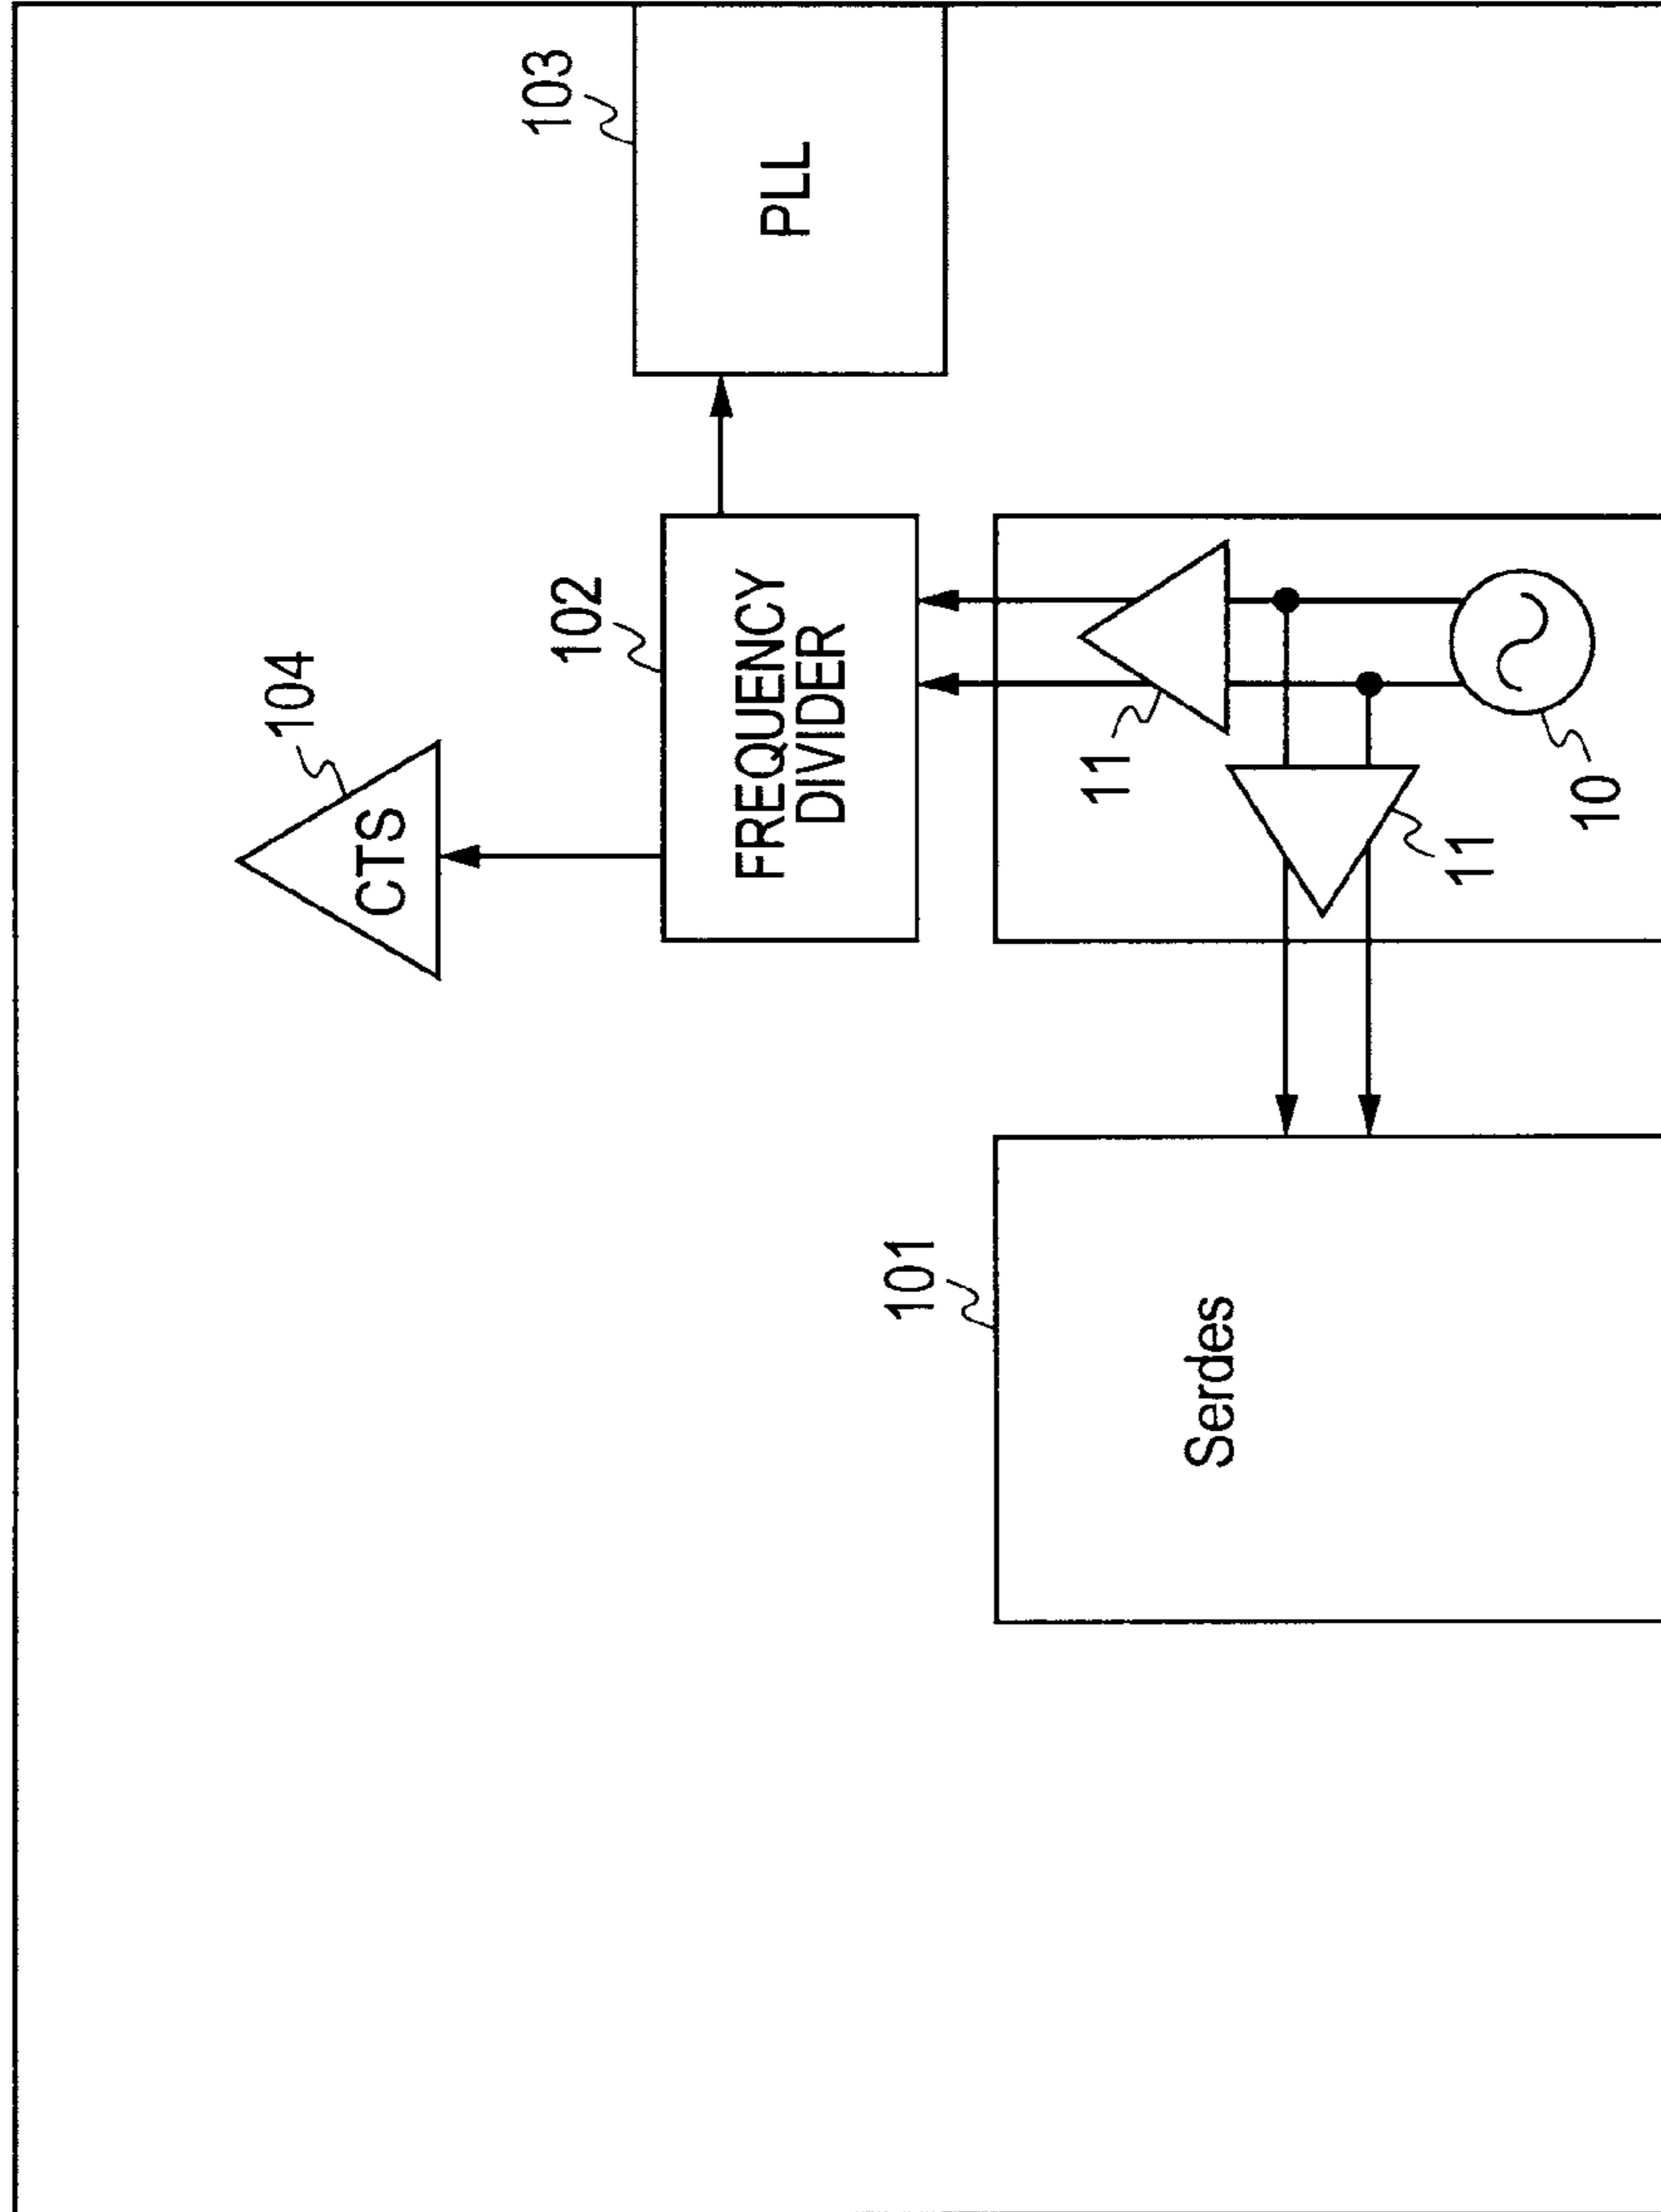 104
CTS
102
103
FREQUENCY
DIVIDER
PLL
101
11
Serdes
11
10